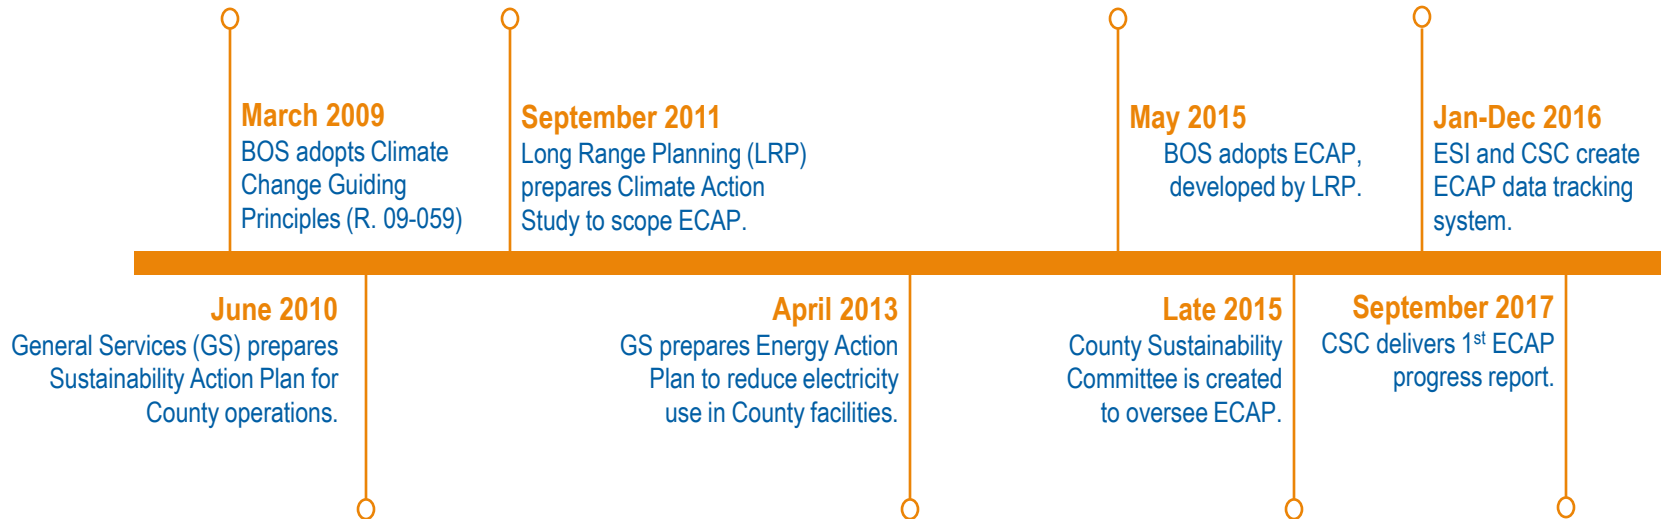 March 2009
BOS adopts Climate
Change Guiding
Principles (R. 09-059)
September 2011
Long Range Planning (LRP)
prepares Climate Action
Study to scope ECAP.
May 2015
BOS adopts ECAP,
developed by LRP.
Jan-Dec 2016
ESI and CSC create
ECAP data tracking
system.
June 2010
General Services (GS) prepares
Sustainability Action Plan for
County operations.
April 2013
GS prepares Energy Action
Plan to reduce electricity
use in County facilities.
Late 2015
County Sustainability
Committee is created
to oversee ECAP.
September 2017
CSC delivers 1st ECAP
progress report.